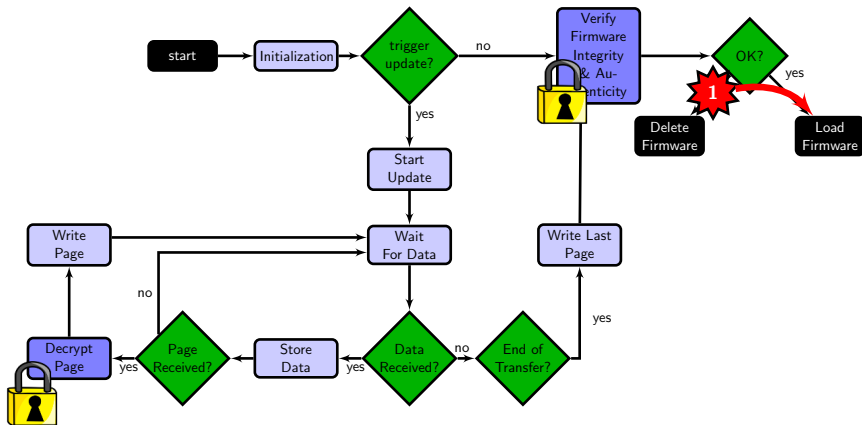 start
Initialization
trigger
update?
no
Verify
Firmware
Integrity
& Au-
enticity
OK?
yes
1
Delete
Firmware
Load
Firmware
yes
Start
Update
Write
Page
Wait
For Data
Write Last
Page
no
yes
Decrypt
Page
yes
Page
Received?
Store
Data
yes
Data
Received?
no
End of
Transfer?